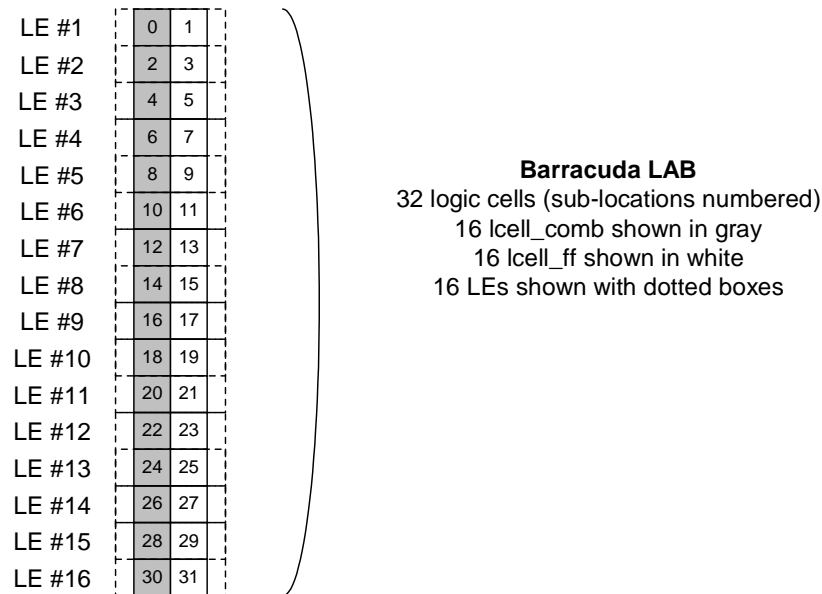 LE #1 0 1
LE #2 2 3
LE #3 4 5
LE #4 6 7
LE #5 8 9
LE #6 10 11
LE #7 12 13
LE #8 14 15
LE #9 16 17
LE #10 18 19
LE #11 20 21
LE #12 22 23
LE #13 24 25
LE #14 26 27
LE #15 28 29
LE #16 30 31
Barracuda LAB
32 logic cells (sub-locations numbered)
16 lcell_comb shown in gray
16 lcell_ff shown in white
16 LEs shown with dotted boxes